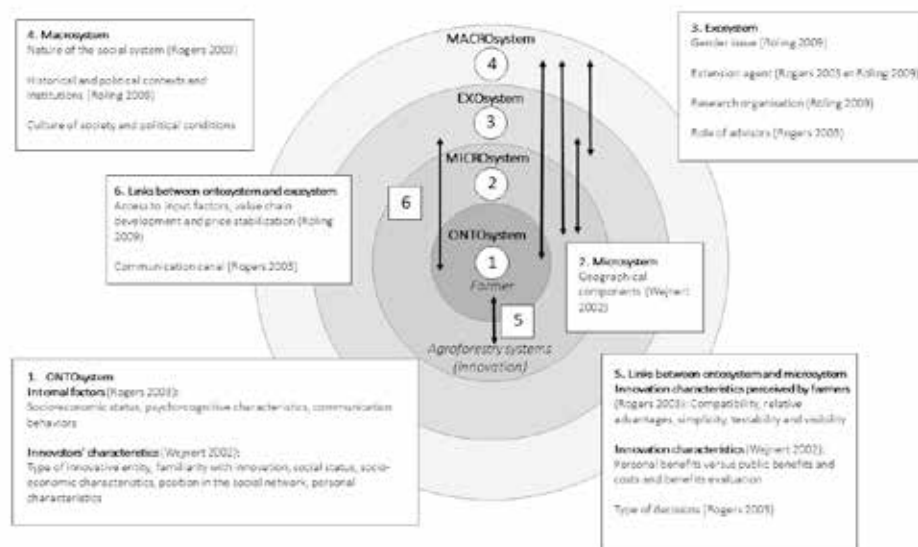 4. Macrosystem
Nature of the social system (Rogers 2003)
Historical and political contexts and
institutions (Röling 2009)
Culture of society and political conditions
MACROsystem
4
EXOsystem
3
MICROsystem
2
ONTOsystem
1
Farmer
5
6
Agroforestry systems
(innovation)
3. Exosystem
Gender issue (Röling 2009)
Extension agent (Rogers 2003 et Röling 2009)
Research organisation (Röling 2009)
Role of advisors (Rogers 2003)
6. Links between ontosystem and exosystem
Access to input factors, value chain
development and price stabilization (Röling
2009)
Communication canal (Rogers 2003)
2. Microsystem
Geographical
components (Wejnert
2002)
1. ONTOsystem
Internal factors (Rogers 2003):
Socioeconomic status, psychocognitive characteristics, communication
behaviors
Innovators' characteristics (Wejnert 2002):
Type of innovative entity, familiarity with innovation, social status, socio-
economic characteristics, position in the social network, personal
characteristics
5. Links between ontosystem and microsystem
Innovation characteristics perceived by farmers
(Rogers 2003): Compatibility, relative
advantages, simplicity, testability and visibility
Innovation characteristics (Wejnert 2002):
Personal benefits versus public benefits and
costs and benefits evaluation
Type of decisions (Rogers 2003)